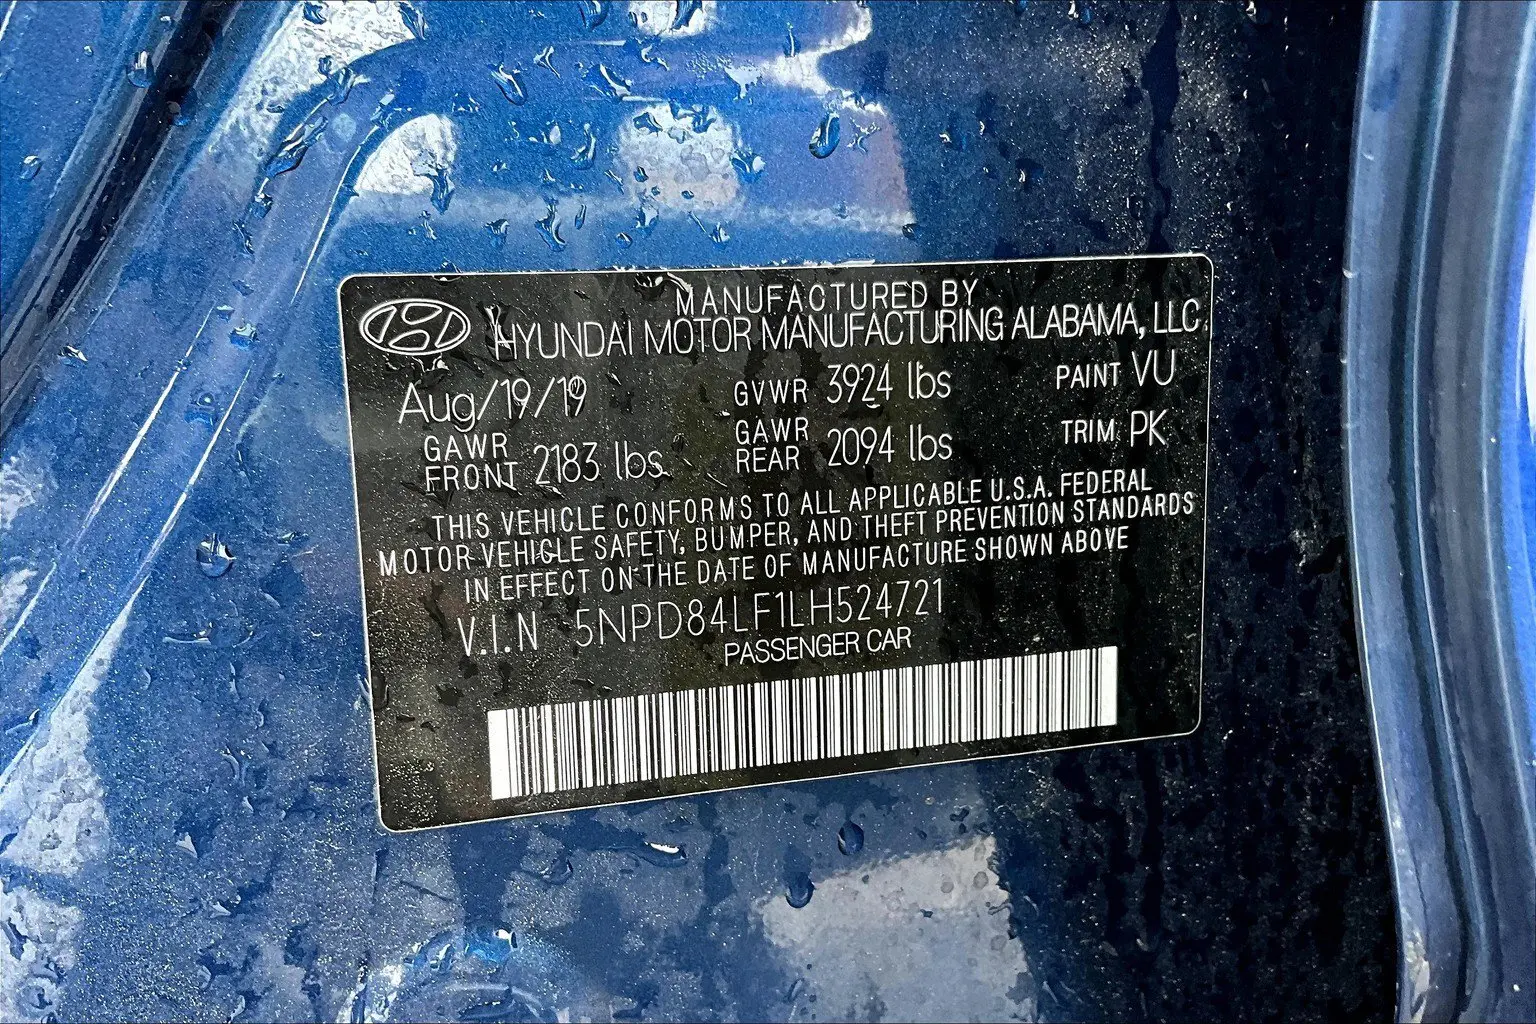 MANUFACTURED BY
HYUNDAI MOTOR MANUFACTURING ALABAMA, LLC
Aug/19/19 GVWR 3924 lbs PAINT VU
GAWR FRONT 2183 lbs GAWR REAR 2094 lbs TRIM PK
THIS VEHICLE CONFORMS TO ALL APPLICABLE U.S.A. FEDERAL
MOTOR VEHICLE SAFETY, BUMPER, AND THEFT PREVENTION STANDARDS
IN EFFECT ON THE DATE OF MANUFACTURE SHOWN ABOVE
V.I.N 5NPD84LF1LH524721
PASSENGER CAR